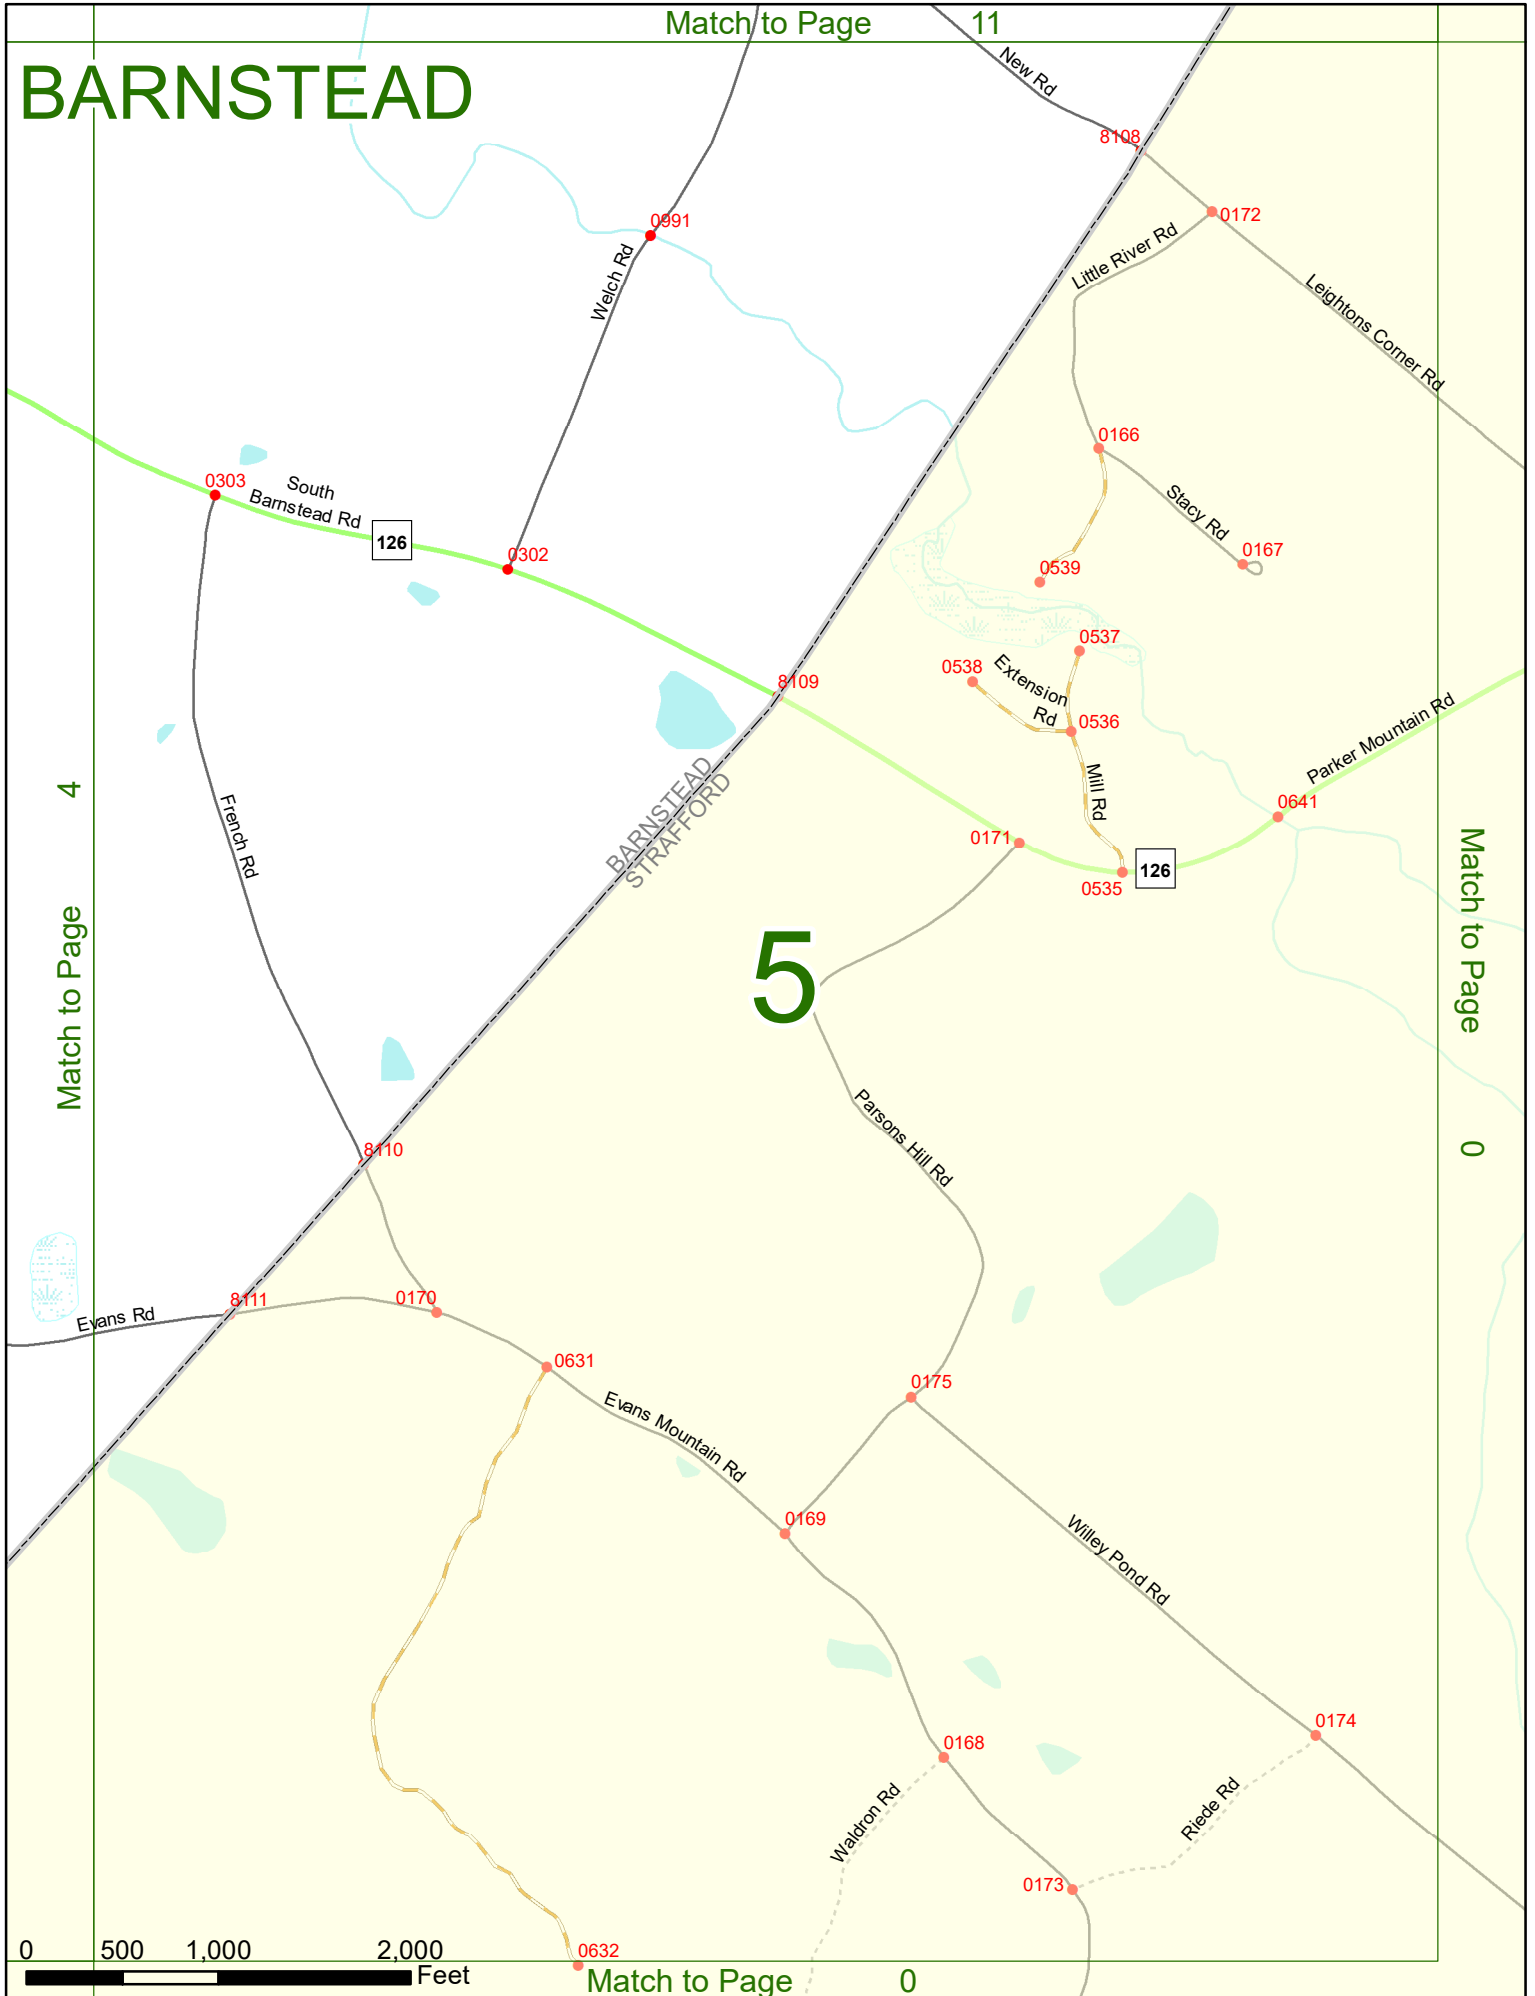 Match to Page 11
BARNSTEAD
New Rd
8108
0172
0991
Little River Rd
Welch Rd
Leightons Corner Rd
0166
0303
South
Barnstead Rd
126
Stacy Rd
0302
0167
0539
0537
0538
Extension
Rd
8109
0536
Parker Mountain Rd
Mill Rd
0641
BARNSTEAD
STRAFFORD
French Rd
0171
126
0535
Match to Page 4
5
Match to Page 0
Parsons Hill Rd
8110
8111
0170
Evans Rd
0631
0175
Evans Mountain Rd
0169
Willey Pond Rd
0174
0168
Waldron Rd
Riede Rd
0173
0632
0 500 1,000 2,000
Feet
Match to Page 0